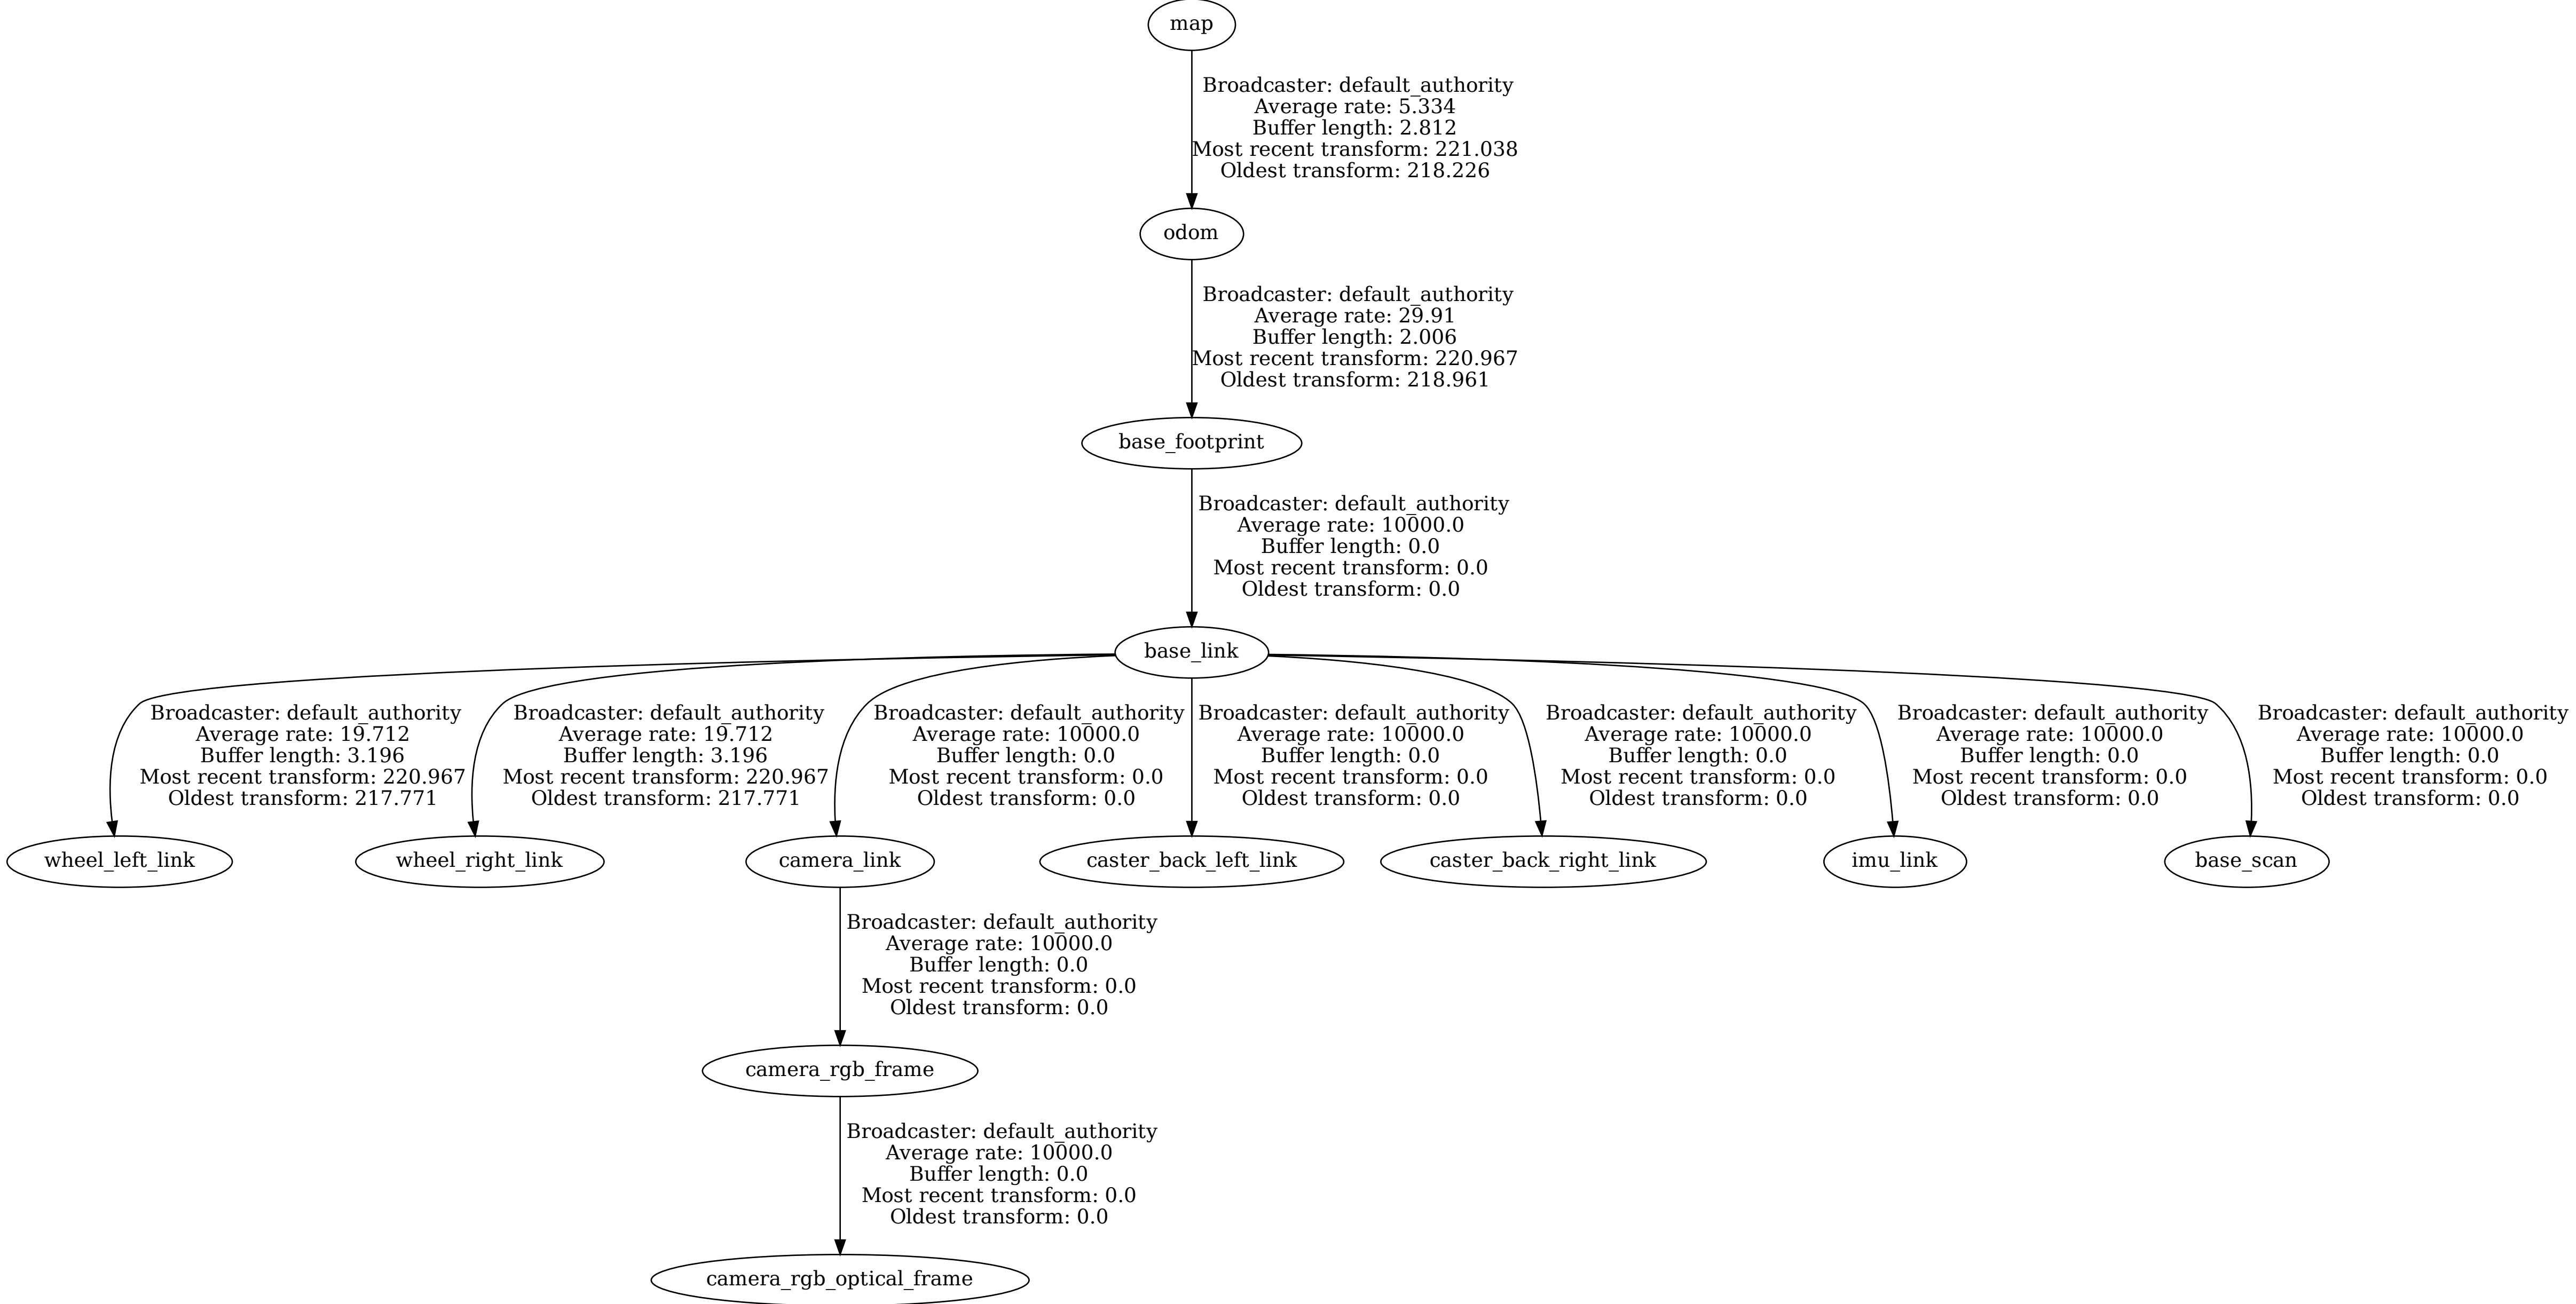 map
Broadcaster: default_authority
Average rate: 5.334
Buffer length: 2.812
Most recent transform: 221.038
Oldest transform: 218.226
odom
Broadcaster: default_authority
Average rate: 29.91
Buffer length: 2.006
Most recent transform: 220.967
Oldest transform: 218.961
base_footprint
Broadcaster: default_authority
Average rate: 10000.0
Buffer length: 0.0
Most recent transform: 0.0
Oldest transform: 0.0
base_link
Broadcaster: default_authority
Average rate: 19.712
Buffer length: 3.196
Most recent transform: 220.967
Oldest transform: 217.771
Broadcaster: default_authority
Average rate: 19.712
Buffer length: 3.196
Most recent transform: 220.967
Oldest transform: 217.771
Broadcaster: default_authority
Average rate: 10000.0
Buffer length: 0.0
Most recent transform: 0.0
Oldest transform: 0.0
Broadcaster: default_authority
Average rate: 10000.0
Buffer length: 0.0
Most recent transform: 0.0
Oldest transform: 0.0
Broadcaster: default_authority
Average rate: 10000.0
Buffer length: 0.0
Most recent transform: 0.0
Oldest transform: 0.0
Broadcaster: default_authority
Average rate: 10000.0
Buffer length: 0.0
Most recent transform: 0.0
Oldest transform: 0.0
Broadcaster: default_authority
Average rate: 10000.0
Buffer length: 0.0
Most recent transform: 0.0
Oldest transform: 0.0
wheel_left_link
wheel_right_link
camera_link
caster_back_left_link
caster_back_right_link
imu_link
base_scan
Broadcaster: default_authority
Average rate: 10000.0
Buffer length: 0.0
Most recent transform: 0.0
Oldest transform: 0.0
camera_rgb_frame
Broadcaster: default_authority
Average rate: 10000.0
Buffer length: 0.0
Most recent transform: 0.0
Oldest transform: 0.0
camera_rgb_optical_frame